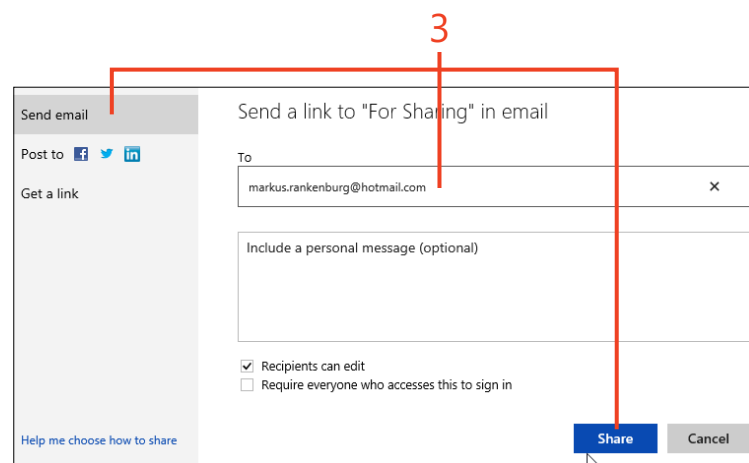 3
Send email
Post to
Get a link
Help me choose how to share
Send a link to "For Sharing" in email
To
markus.rankenburg@hotmail.com
Include a personal message (optional)
Recipients can edit
Require everyone who accesses this to sign in
Share
Cancel